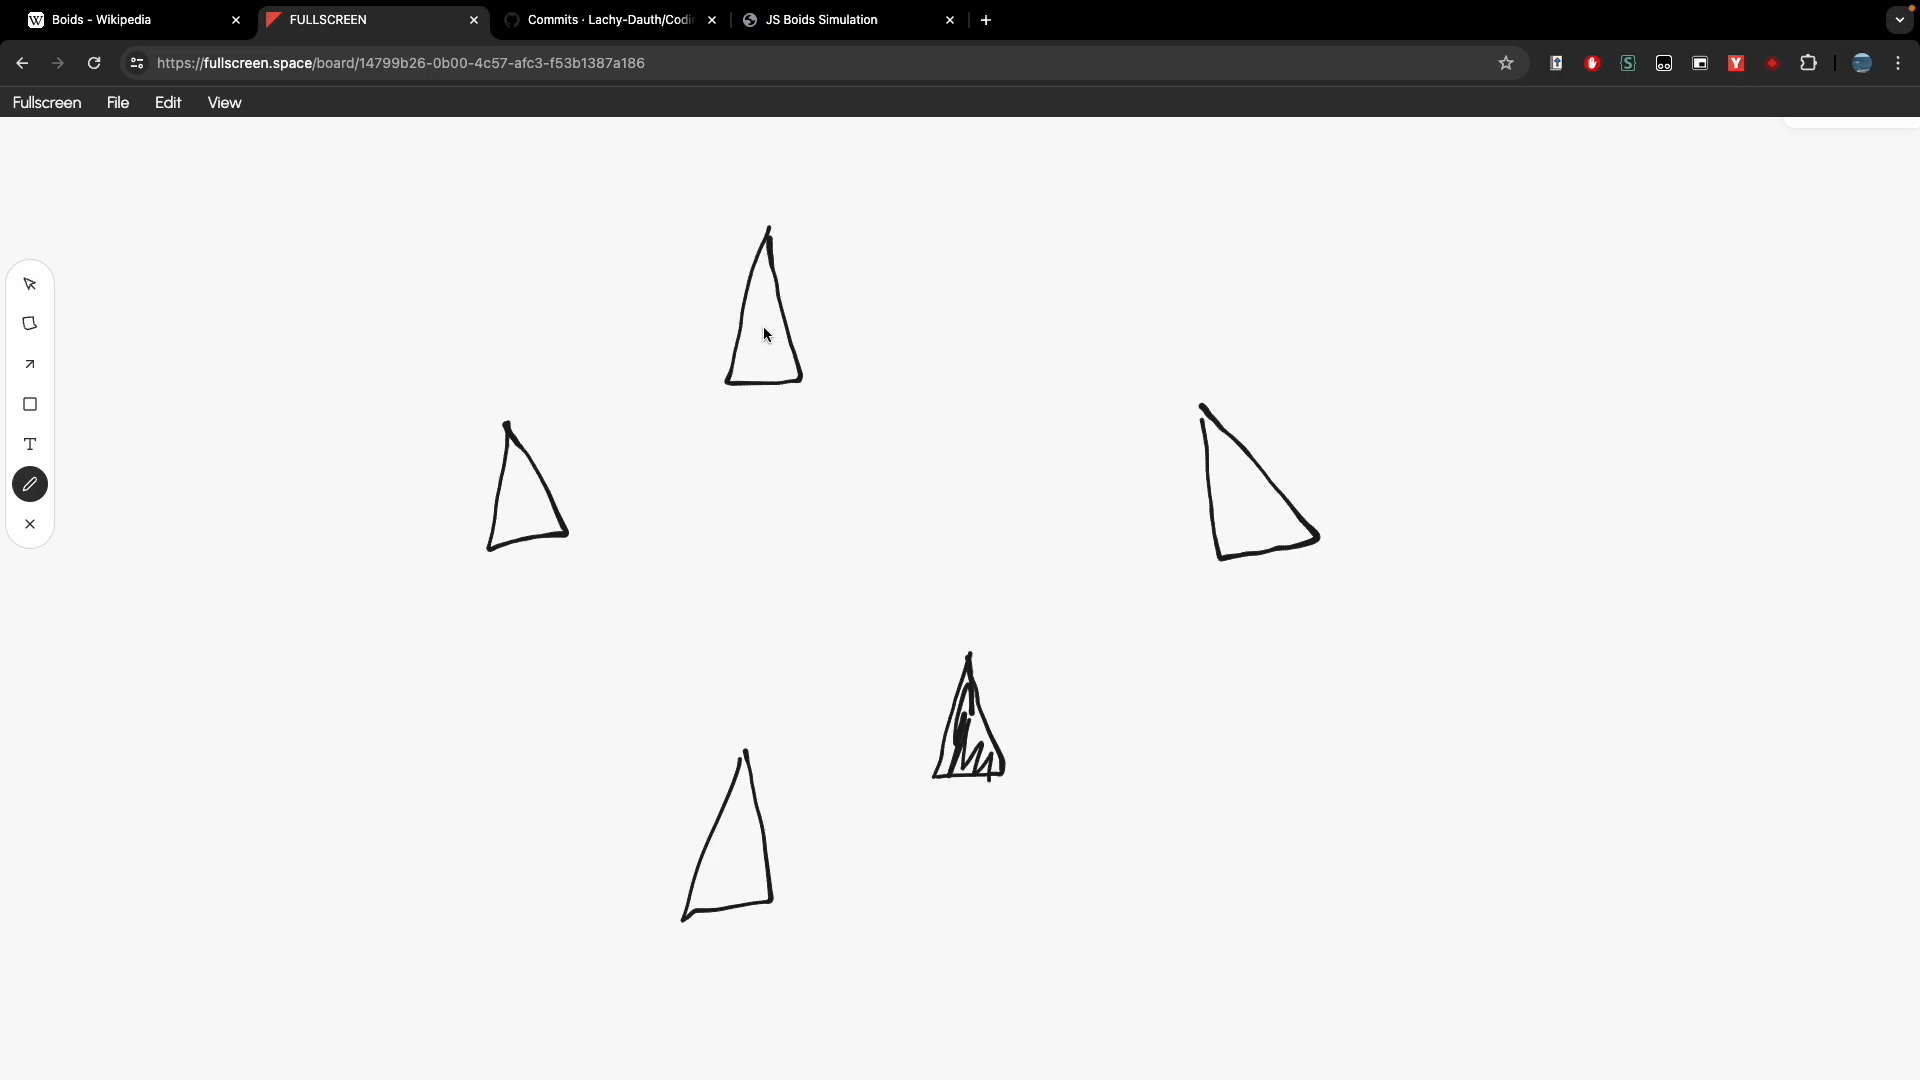 Boids - Wikipedia
FULLSCREEN
Commits · Lachy-Dauth/Codi
JS Boids Simulation
https://fullscreen.space/board/14799b26-0b00-4c57-afc3-f53b1387a186
Fullscreen File Edit View
T